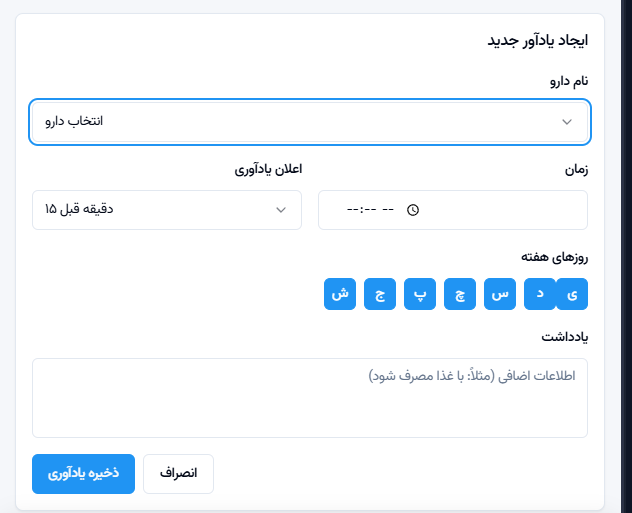 ایجاد یادآور جدید
نام دارو
انتخاب دارو
زمان
اعلان یادآوری
--:-- --
۱۵ دقیقه قبل
روزهای هفته
ی د س چ پ ج ش
یادداشت
اطلاعات اضافی (مثلاً: با غذا مصرف شود)
انصراف
ذخیره یادآوری